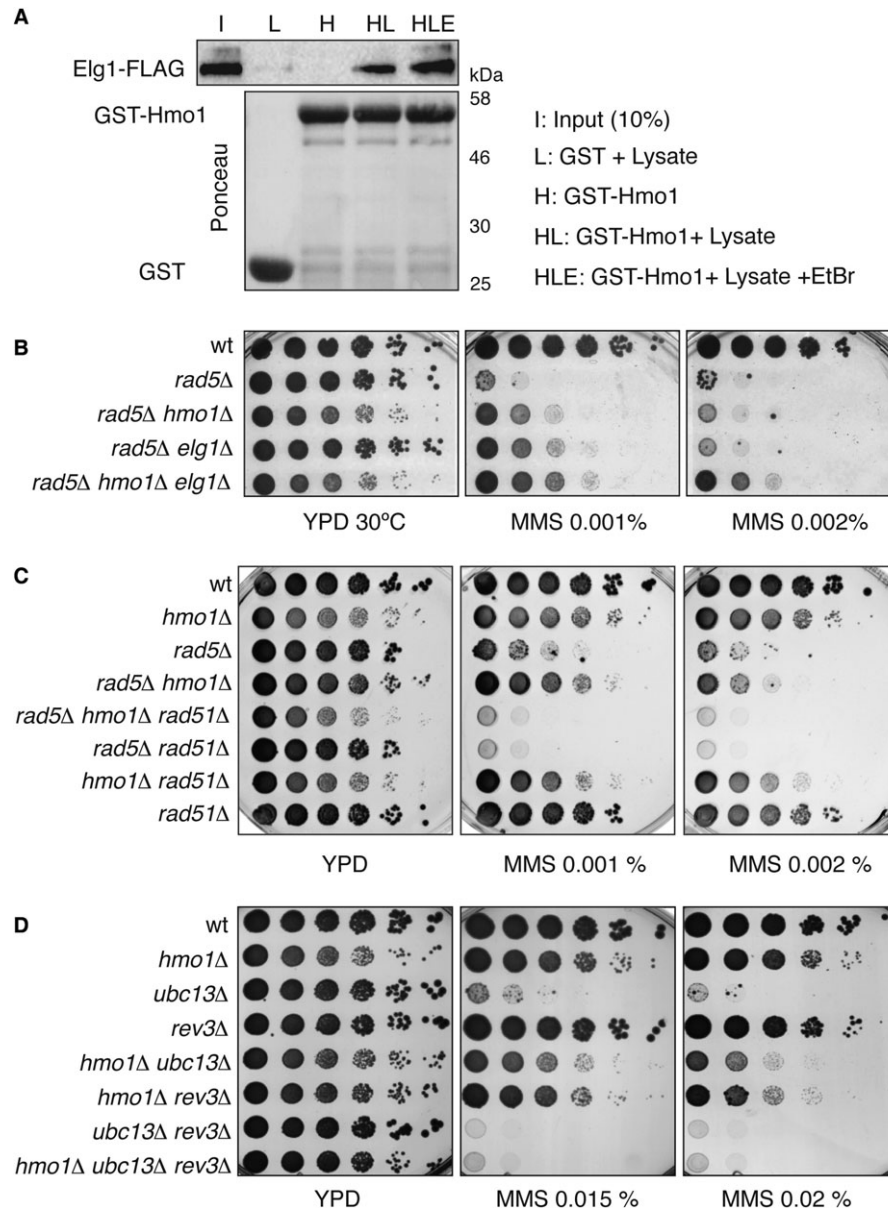 A
I L H HL HLE
Elg1-FLAG
kDa
GST-Hmo1
Ponceau
GST
58
46
30
25
I: Input (10%)
L: GST + Lysate
H: GST-Hmo1
HL: GST-Hmo1+ Lysate
HLE: GST-Hmo1+ Lysate +EtBr
B
wt
rad5Δ
rad5Δ hmo1Δ
rad5Δ elg1Δ
rad5Δ hmo1Δ elg1Δ
YPD 30ºC MMS 0.001% MMS 0.002%
C
wt
hmo1Δ
rad5Δ
rad5Δ hmo1Δ
rad5Δ hmo1Δ rad51Δ
rad5Δ rad51Δ
hmo1Δ rad51Δ
rad51Δ
YPD MMS 0.001 % MMS 0.002 %
D
wt
hmo1Δ
ubc13Δ
rev3Δ
hmo1Δ ubc13Δ
hmo1Δ rev3Δ
ubc13Δ rev3Δ
hmo1Δ ubc13Δ rev3Δ
YPD MMS 0.015 % MMS 0.02 %